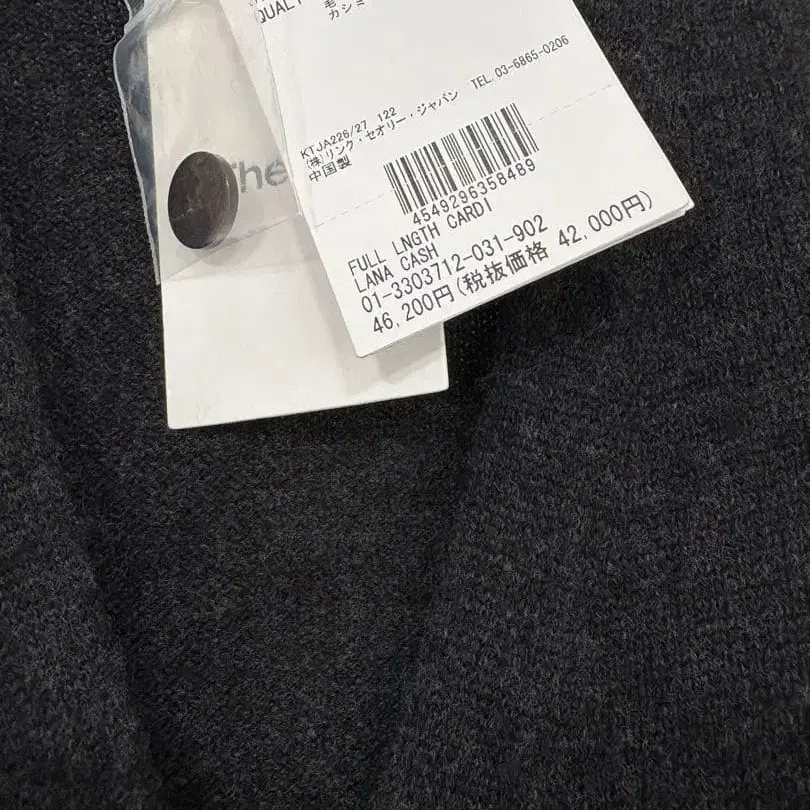 QUALT
毛
カシミ
KTJA226/27 122
(株)リンク・セオリー・ジャパン TEL.03-6865-0206
中国製
4549296358489
FULL LNGTH CARDI
LANA CASH
01-3303712-031-902
46,200円(税抜価格 42,000円)
The